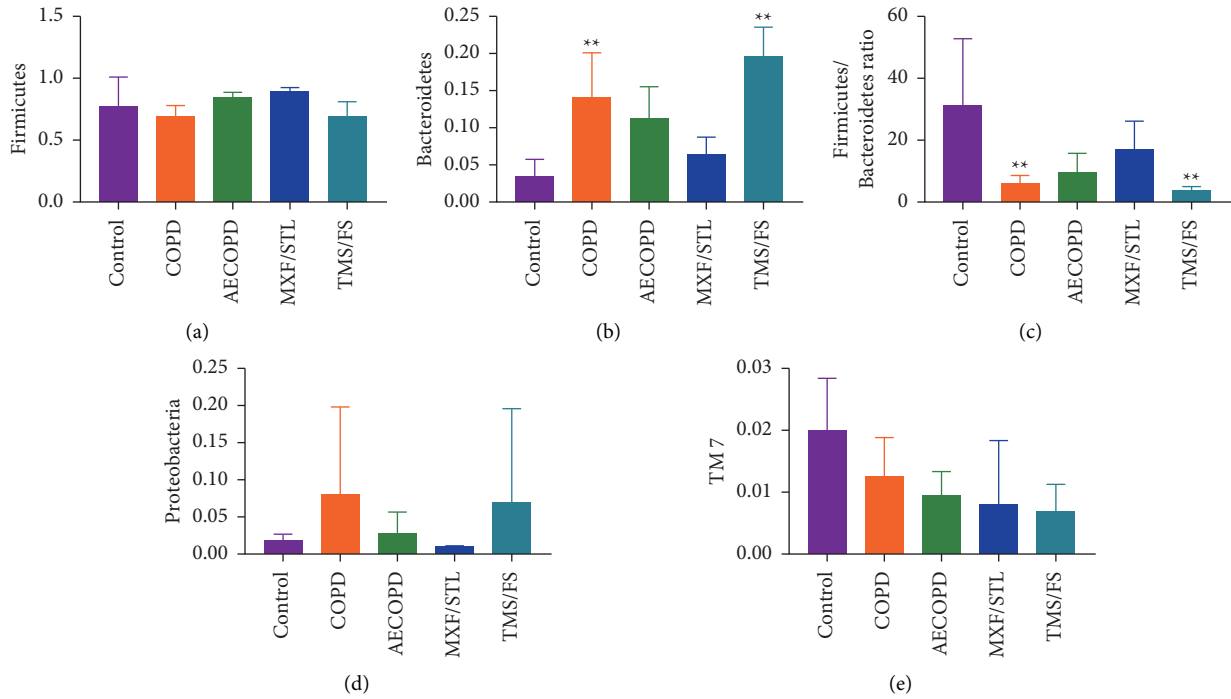 Firmicutes
1.5
1.0
0.5
0.0
Control
COPD
AECOPD
MXF/STL
TMS/FS
(a)
Bacteroidetes
0.25
0.20
0.15
0.10
0.05
0.00
**
**
Control
COPD
AECOPD
MXF/STL
TMS/FS
(b)
Firmicutes/
Bacteroidetes ratio
60
40
20
0
**
**
Control
COPD
AECOPD
MXF/STL
TMS/FS
(c)
Proteobacteria
0.25
0.20
0.15
0.10
0.05
0.00
Control
COPD
AECOPD
MXF/STL
TMS/FS
(d)
TM 7
0.03
0.02
0.01
0.00
Control
COPD
AECOPD
MXF/STL
TMS/FS
(e)